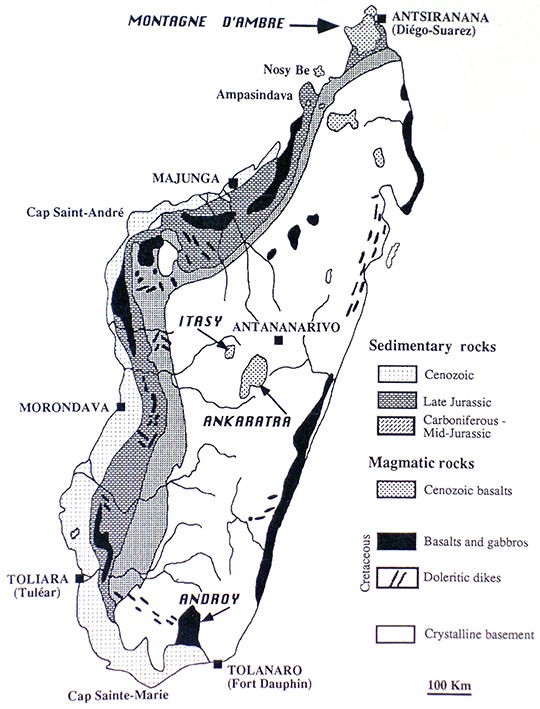 MONTAGNE D'AMBRE
ANTSIRANANA
(Diégo-Suarez)
Nosy Be
Ampasindava
MAJUNGA
Cap Saint-André
ITASY
ANTANANARIVO
MORONDAVA
ANKARATRA
TOLIARA
(Tuléar)
ANDROY
TOLANARO
(Fort Dauphin)
Cap Sainte-Marie
Sedimentary rocks
Cenozoic
Late Jurassic
Carboniferous -
Mid-Jurassic
Magmatic rocks
Cenozoic basalts
Cretaceous
Basalts and gabbros
Doleritic dikes
Crystalline basement
100 Km